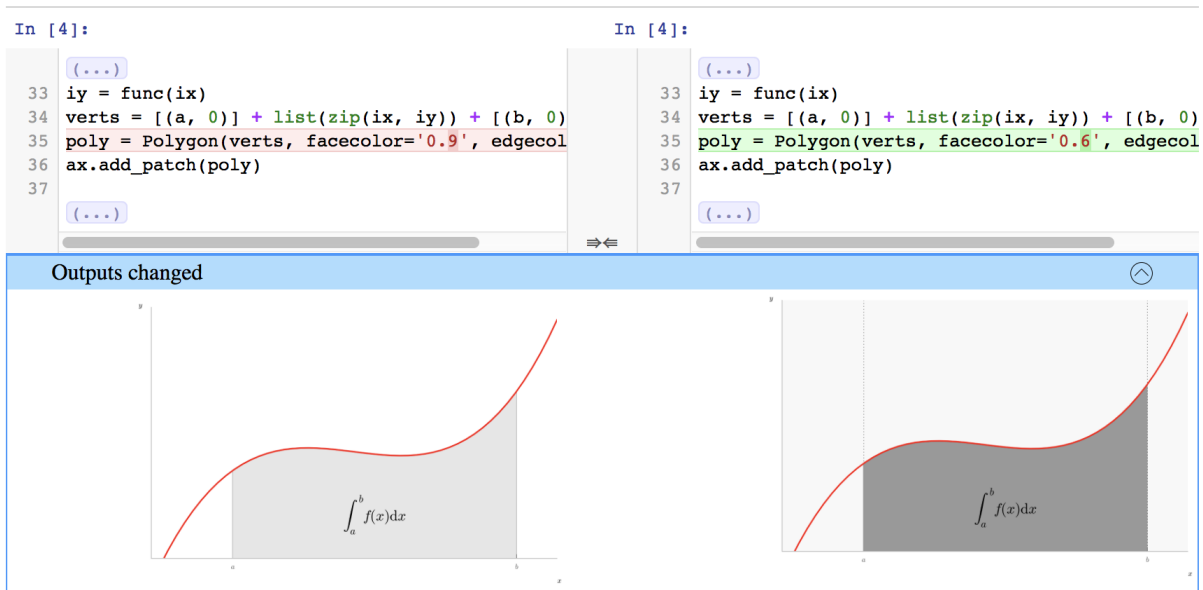 In [4]:
(...)
33 iy = func(ix)
34 verts = [(a, 0)] + list(zip(ix, iy)) + [(b, 0)
35 poly = Polygon(verts, facecolor='0.9', edgecol
36 ax.add_patch(poly)
37
(...)
In [4]:
(...)
33 iy = func(ix)
34 verts = [(a, 0)] + list(zip(ix, iy)) + [(b, 0)
35 poly = Polygon(verts, facecolor='0.6', edgecol
36 ax.add_patch(poly)
37
(...)
Outputs changed
y
∫_a^b f(x)dx
a b
x
y
∫_a^b f(x)dx
a b
x